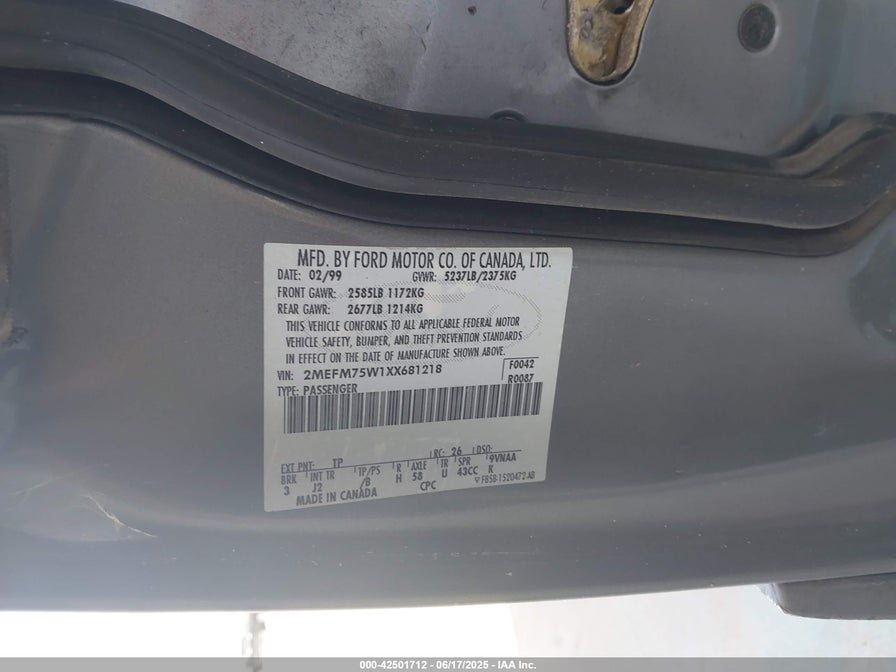 MFD. BY FORD MOTOR CO. OF CANADA, LTD.
DATE: 02/99 GVWR: 5237LB/2375KG
FRONT GAWR: 2585LB 1172KG
REAR GAWR: 2677LB 1214KG
THIS VEHICLE CONFORMS TO ALL APPLICABLE FEDERAL MOTOR
VEHICLE SAFETY, BUMPER, AND THEFT PREVENTION STANDARDS
IN EFFECT ON THE DATE OF MANUFACTURE SHOWN ABOVE.
VIN: 2MEFM75W1XX681218 F0042
TYPE: PASSENGER R0087
EXT PNT: TP RC: 26 DSO:
BRK INT TR TP/PS R AXLE TR SPR 9VNAA
3 J2 /B H 58 U 43CC K
MADE IN CANADA CPC F85B-1520472-AB
000-42501712 - 06/17/2025 - IAA Inc.